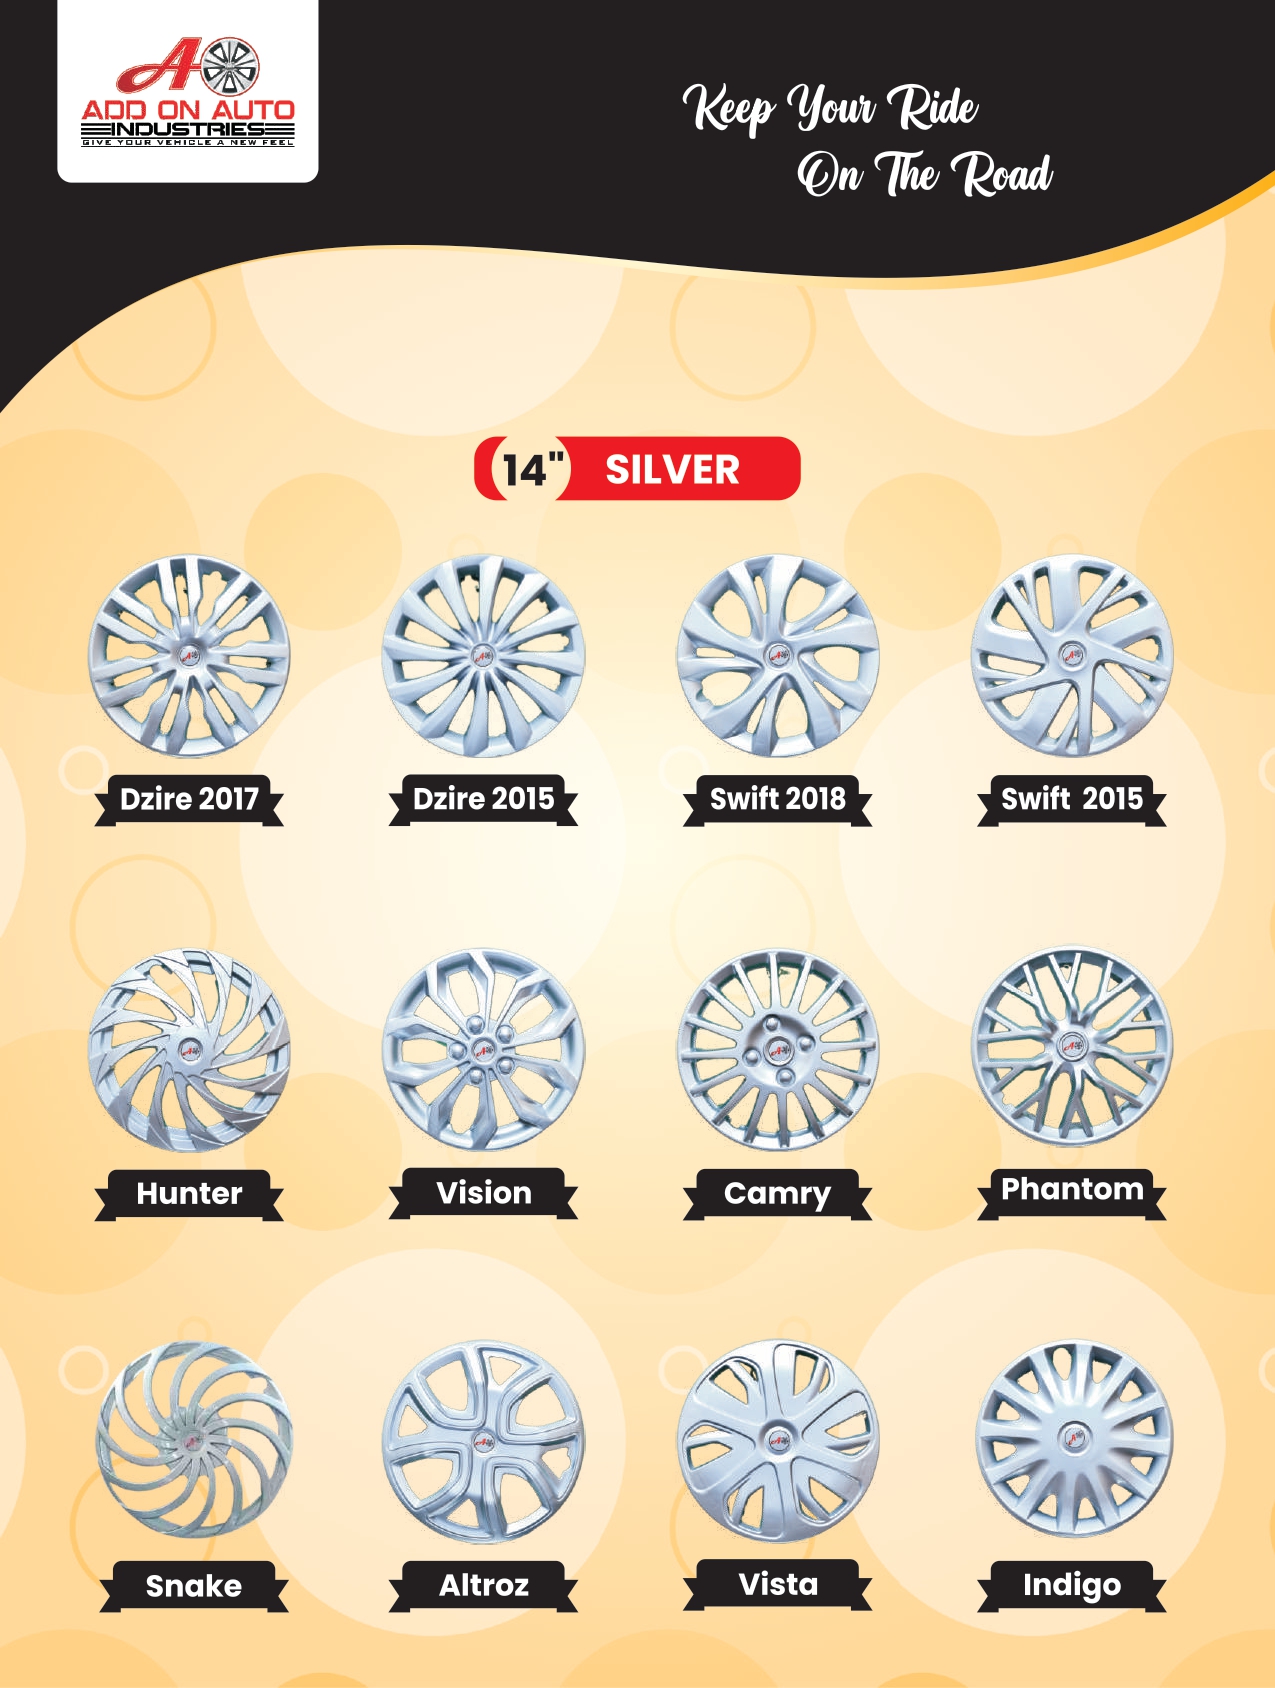 ADD ON AUTO
INDUSTRIES
GIVE YOUR VEHICLE A NEW FEEL
Keep Your Ride
On The Road
14" SILVER
Dzire 2017
Dzire 2015
Swift 2018
Swift 2015
Hunter
Vision
Camry
Phantom
Snake
Altroz
Vista
Indigo